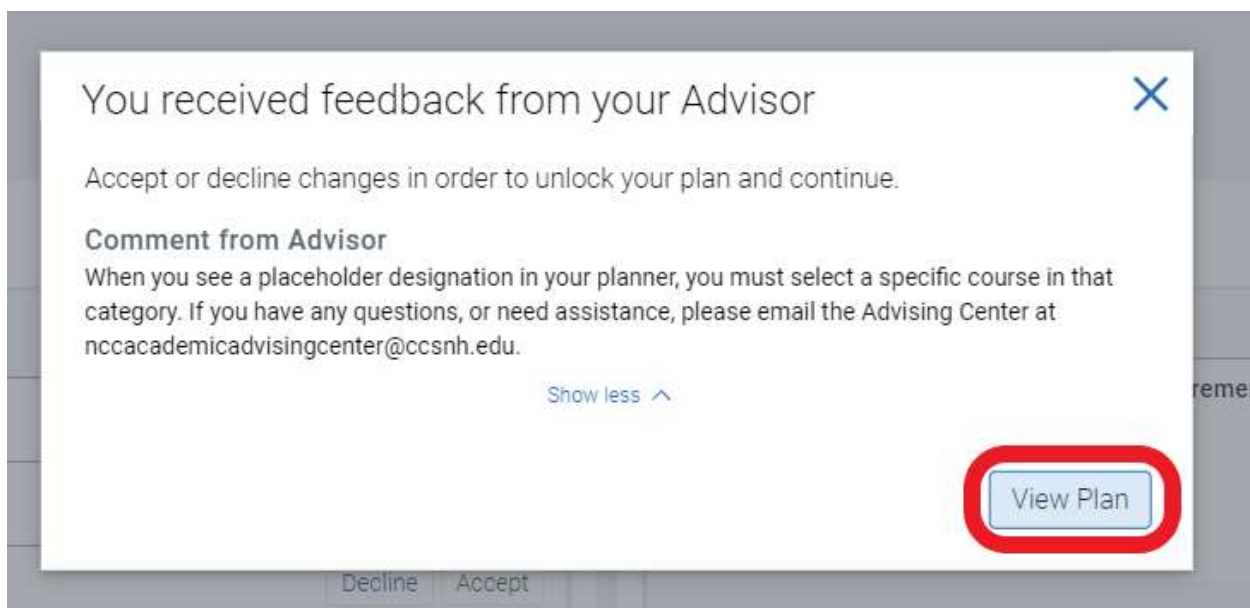 You received feedback from your Advisor
Accept or decline changes in order to unlock your plan and continue.
Comment from Advisor
When you see a placeholder designation in your planner, you must select a specific course in that
category. If you have any questions, or need assistance, please email the Advising Center at
nccacademicadvisingcenter@ccsnh.edu.
Show less
reme
View Plan
Decline Accept